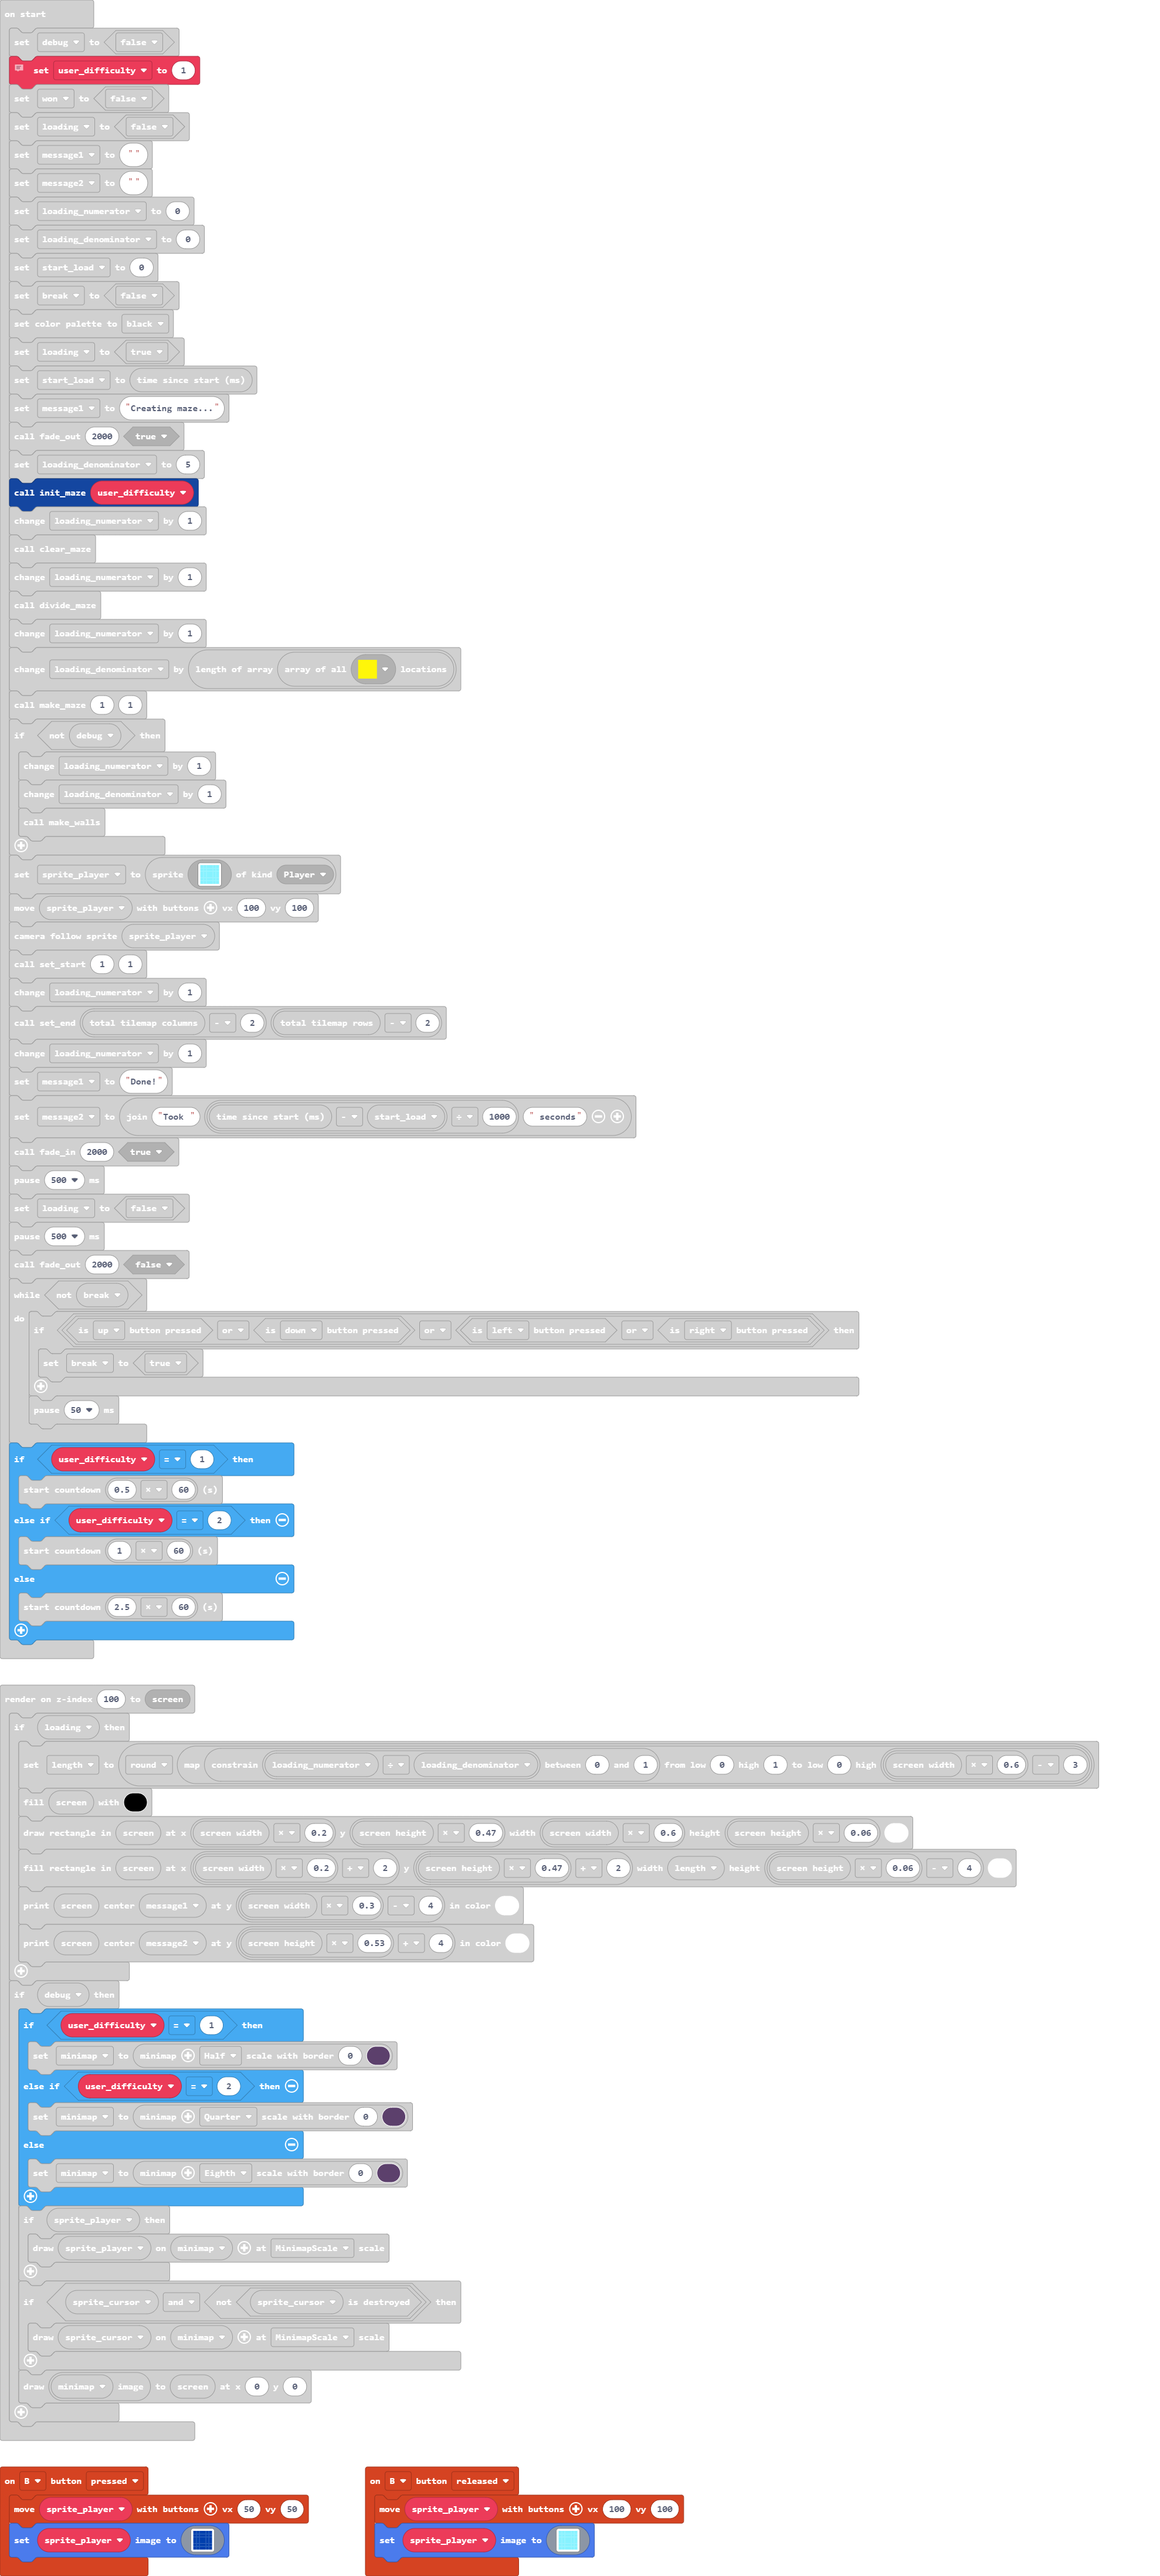 on start
set debug to false
set user_difficulty to 1
set won to false
set loading to false
set message1 to " "
set message2 to " "
set loading_numerator to 0
set loading_denominator to 0
set start_load to 0
set break to false
set color palette to black
set loading to true
set start_load to time since start (ms)
set message1 to "Creating maze..."
call fade_out 2000 true
set loading_denominator to 5
call init_maze user_difficulty
change loading_numerator by 1
call clear_maze
change loading_numerator by 1
call divide_maze
change loading_numerator by 1
change loading_denominator by length of array array of all locations
call make_maze 1 1
if not debug then
change loading_numerator by 1
change loading_denominator by 1
call make_walls
set sprite_player to sprite of kind Player
move sprite_player with buttons vx 100 vy 100
camera follow sprite sprite_player
call set_start 1 1
change loading_numerator by 1
call set_end total tilemap columns - 2 total tilemap rows - 2
change loading_numerator by 1
set message1 to "Done!"
set message2 to join "Took " time since start (ms) - start_load ÷ 1000 " seconds"
call fade_in 2000 true
pause 500 ms
set loading to false
pause 500 ms
call fade_out 2000 false
while not break
do
if is up button pressed or is down button pressed or is left button pressed or is right button pressed then
set break to true
pause 50 ms
if user_difficulty = 1 then
start countdown 0.5 × 60 (s)
else if user_difficulty = 2 then
start countdown 1 × 60 (s)
else
start countdown 2.5 × 60 (s)
render on z-index 100 to screen
if loading then
set length to round map constrain loading_numerator ÷ loading_denominator between 0 and 1 from low 0 high 1 to low 0 high screen width × 0.6 - 3
fill screen with
draw rectangle in screen at x screen width × 0.2 y screen height × 0.47 width screen width × 0.6 height screen height × 0.06
fill rectangle in screen at x screen width × 0.2 + 2 y screen height × 0.47 + 2 width length height screen height × 0.06 - 4
print screen center message1 at y screen width × 0.3 - 4 in color
print screen center message2 at y screen height × 0.53 + 4 in color
if debug then
if user_difficulty = 1 then
set minimap to minimap Half scale with border 0
else if user_difficulty = 2 then
set minimap to minimap Quarter scale with border 0
else
set minimap to minimap Eighth scale with border 0
if sprite_player then
draw sprite_player on minimap at MinimapScale scale
if sprite_cursor and not sprite_cursor is destroyed then
draw sprite_cursor on minimap at MinimapScale scale
draw minimap image to screen at x 0 y 0
on B button pressed
move sprite_player with buttons vx 50 vy 50
set sprite_player image to
on B button released
move sprite_player with buttons vx 100 vy 100
set sprite_player image to